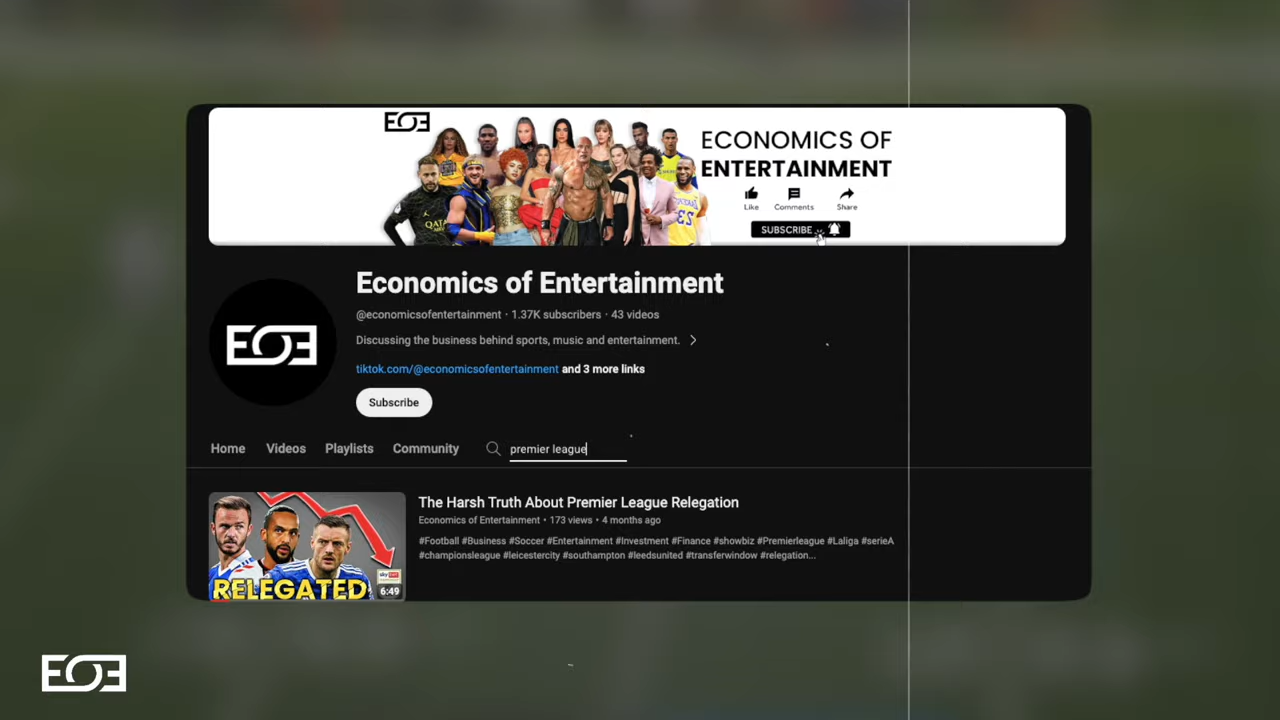 EOE
ECONOMICS OF
ENTERTAINMENT
Like Comments Share
SUBSCRIBE
QATAR
Economics of Entertainment
@economicsofentertainment · 1.37K subscribers · 43 videos
Discussing the business behind sports, music and entertainment.
tiktok.com/@economicsofentertainment and 3 more links
EOE
Subscribe
Home Videos Playlists Community premier league
The Harsh Truth About Premier League Relegation
Economics of Entertainment · 173 views · 4 months ago
#Football #Business #Soccer #Entertainment #Investment #Finance #showbiz #Premierleague #Laliga #serieA
#championsleague #leicestercity #southampton #leedsunited #transferwindow #relegation...
sky bet
RELEGATED
6:49
EOE